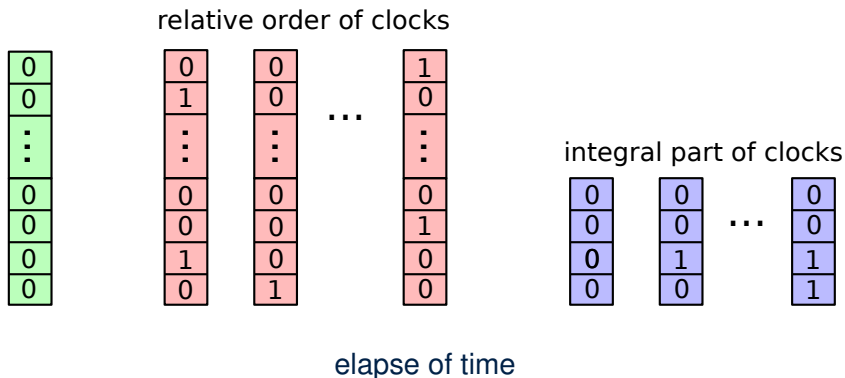 relative order of clocks
0 0 0 1
0 1 0 0
⋮ ⋮ ⋮ ... ⋮
integral part of clocks
0 0 0 0 0 0 0
0 0 0 1 0 0 ... 0
0 1 0 0 0 1 1
0 0 1 0 0 0 1
elapse of time